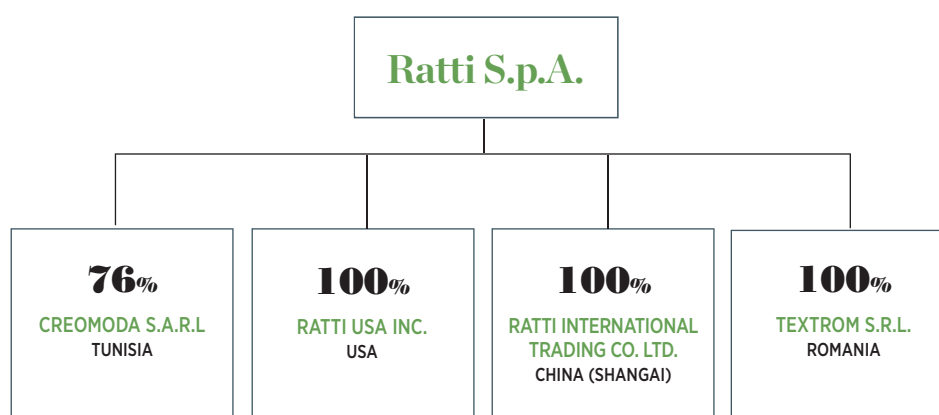 Ratti S.p.A.
76%
CREOMODA S.A.R.L
TUNISIA
100%
RATTI USA INC.
USA
100%
RATTI INTERNATIONAL
TRADING CO. LTD.
CHINA (SHANGAI)
100%
TEXTROM S.R.L.
ROMANIA